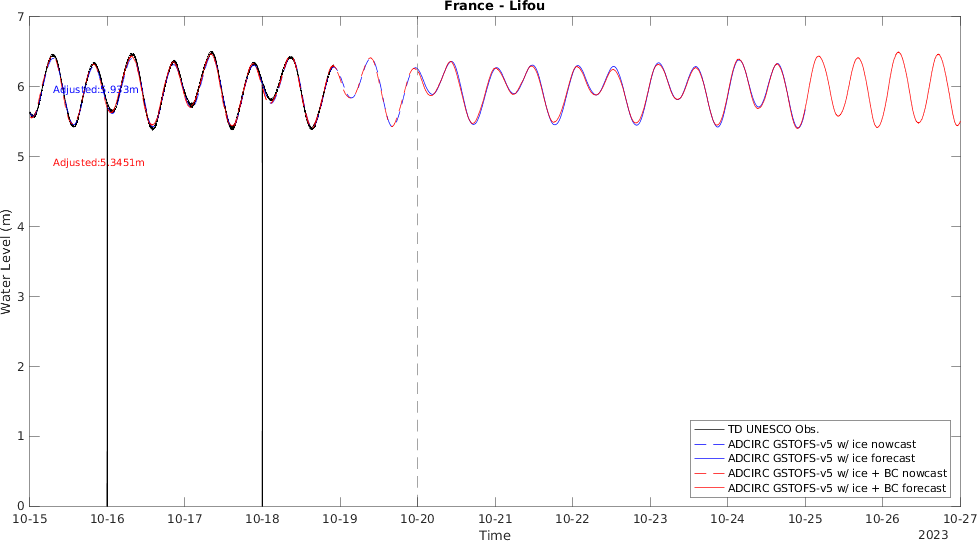 France - Lifou
7
6
5
4
3
2
1
0
Water Level (m)
Adjusted:5.933m
Adjusted:5.3451m
TD UNESCO Obs.
ADCIRC GSTOFS-v5 w/ ice nowcast
ADCIRC GSTOFS-v5 w/ ice forecast
ADCIRC GSTOFS-v5 w/ ice + BC nowcast
ADCIRC GSTOFS-v5 w/ ice + BC forecast
10-15 10-16 10-17 10-18 10-19 10-20 10-21 10-22 10-23 10-24 10-25 10-26 10-27
Time
2023